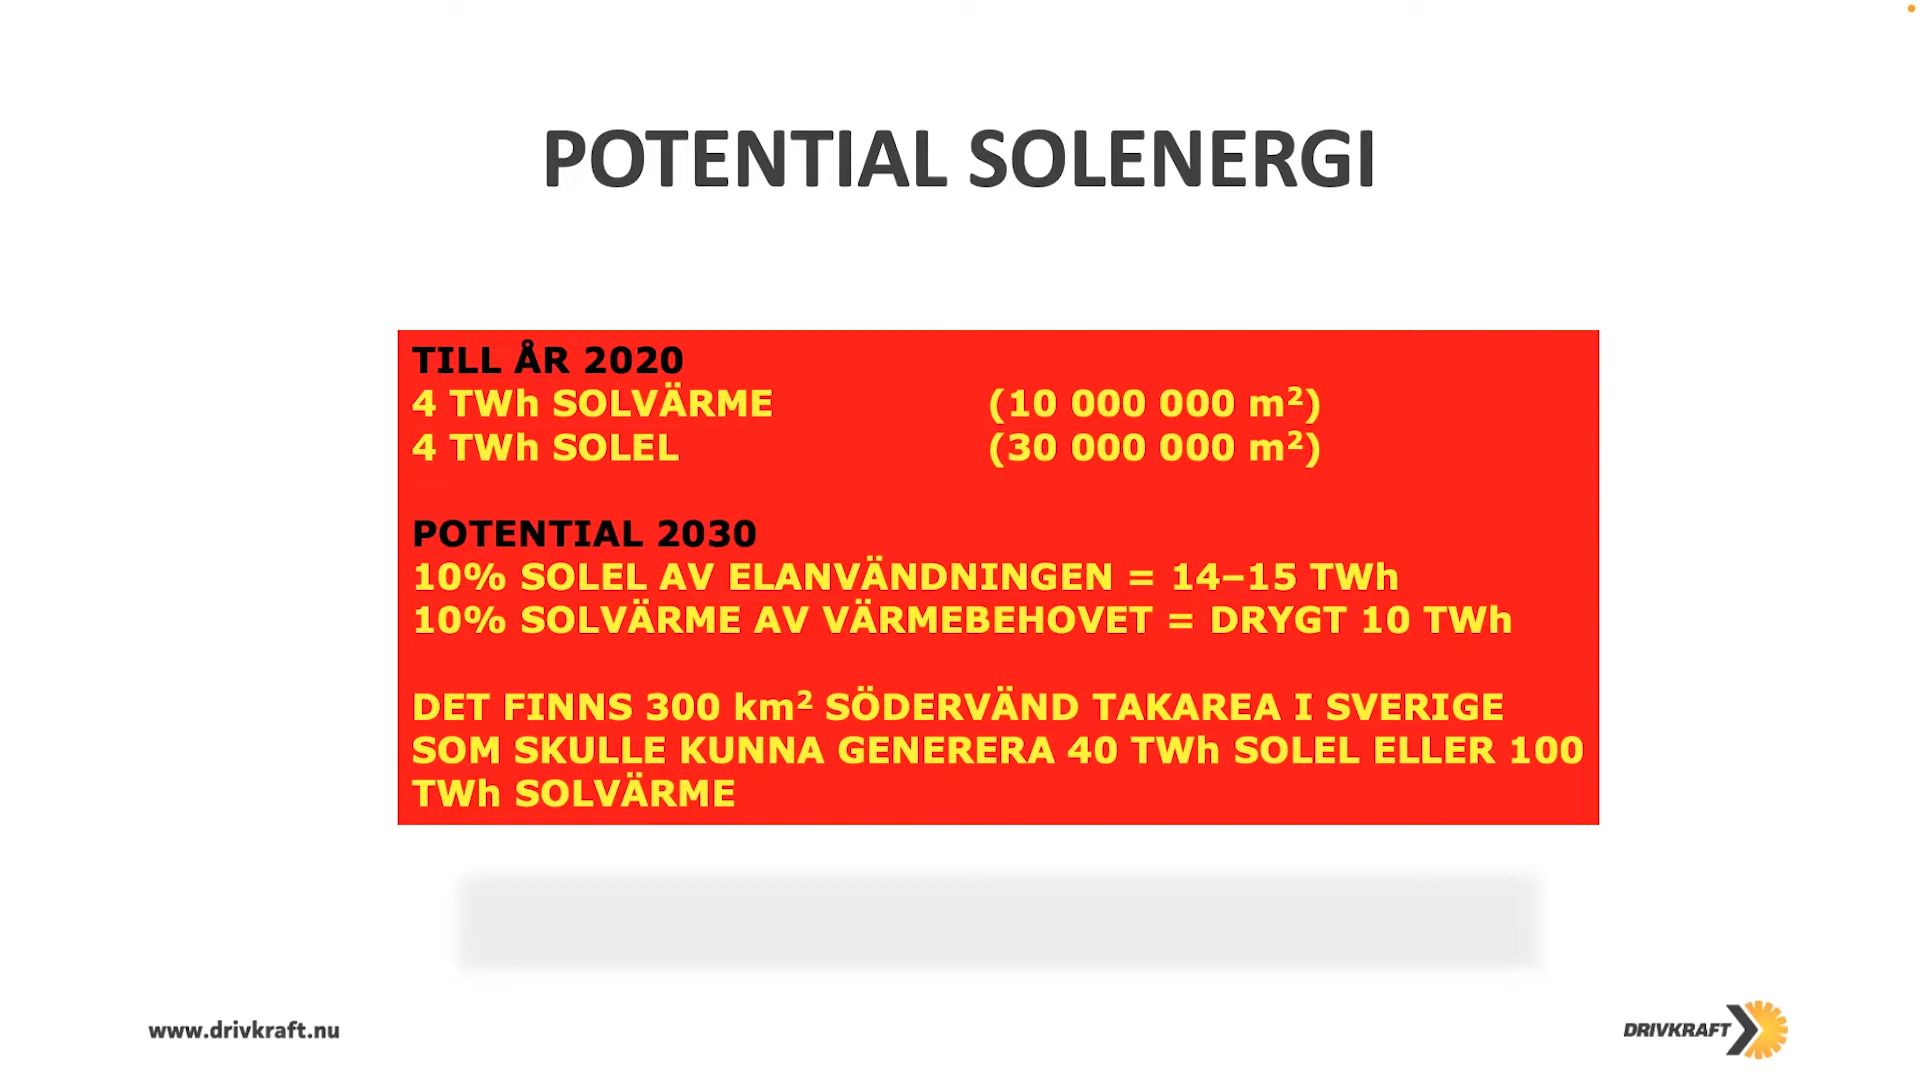 POTENTIAL SOLENERGI
TILL ÅR 2020
4 TWh SOLVÄRME (10 000 000 m²)
4 TWh SOLEL (30 000 000 m²)
POTENTIAL 2030
10% SOLEL AV ELANVÄNDNINGEN = 14–15 TWh
10% SOLVÄRME AV VÄRMEBEHOVET = DRYGT 10 TWh
DET FINNS 300 km² SÖDERVÄND TAKAREA I SVERIGE
SOM SKULLE KUNNA GENERERA 40 TWh SOLEL ELLER 100
TWh SOLVÄRME
www.drivkraft.nu
DRIVKRAFT